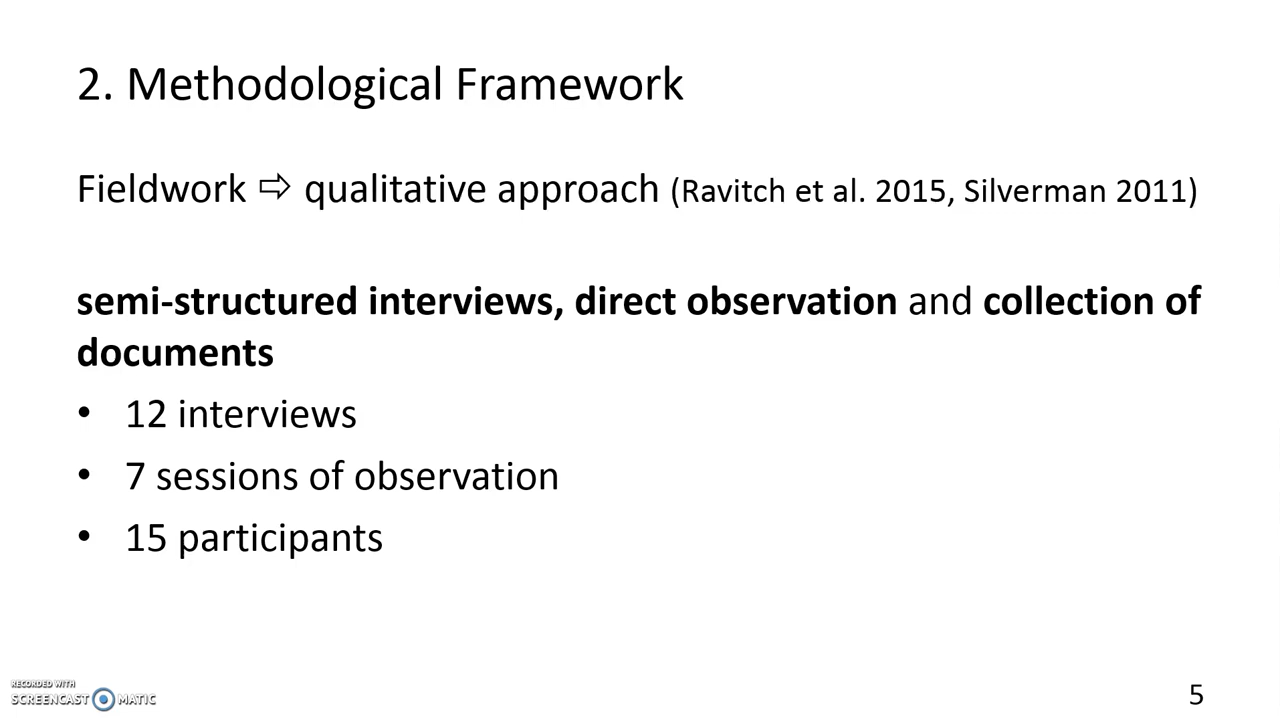 2. Methodological Framework
Fieldwork ⇨ qualitative approach (Ravitch et al. 2015, Silverman 2011)
semi-structured interviews, direct observation and collection of
documents
• 12 interviews
• 7 sessions of observation
• 15 participants
RECORDED WITH
SCREENCAST MATIC
5